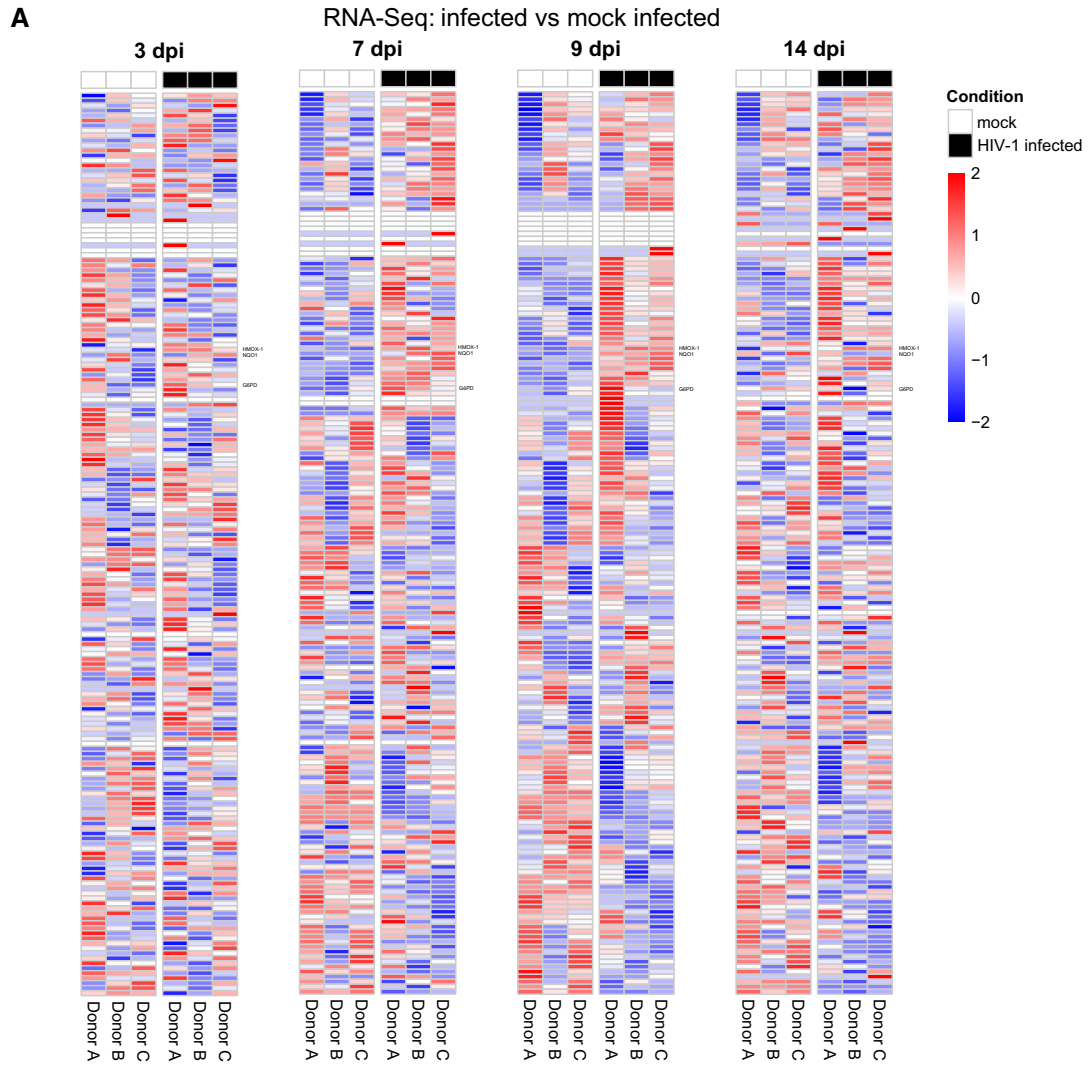 A
RNA-Seq: infected vs mock infected
3 dpi
7 dpi
9 dpi
14 dpi
Condition
mock
HIV-1 infected
2
1
0
−1
−2
HMOX-1
NQO1
G6PD
HMOX-1
NQO1
G6PD
HMOX-1
NQO1
G6PD
HMOX-1
NQO1
G6PD
Donor A
Donor B
Donor C
Donor A
Donor B
Donor C
Donor A
Donor B
Donor C
Donor A
Donor B
Donor C
Donor A
Donor B
Donor C
Donor A
Donor B
Donor C
Donor A
Donor B
Donor C
Donor A
Donor B
Donor C